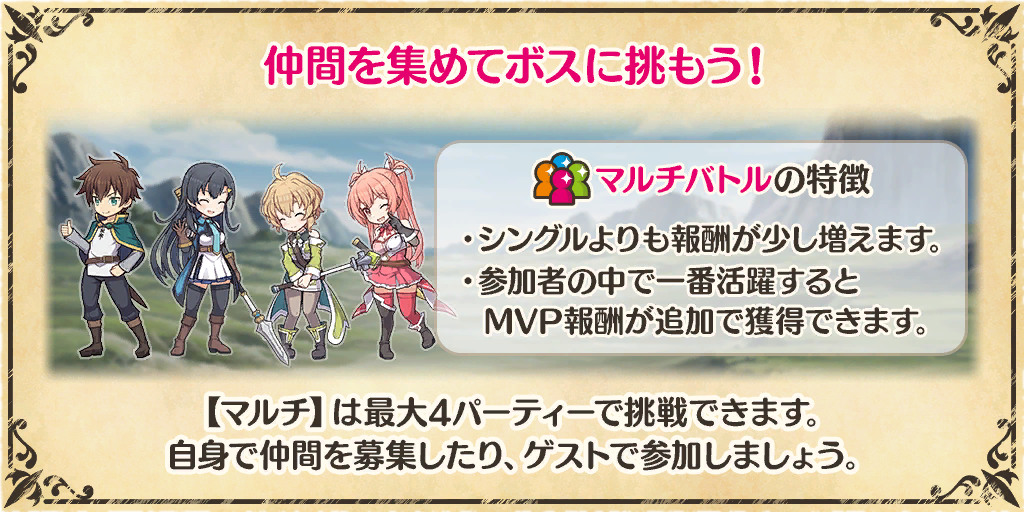 仲間を集めてボスに挑もう！
マルチバトルの特徴
・シングルよりも報酬が少し増えます。
・参加者の中で一番活躍すると
MVP報酬が追加で獲得できます。
【マルチ】は最大4パーティーで挑戦できます。
自身で仲間を募集したり、ゲストで参加しましょう。